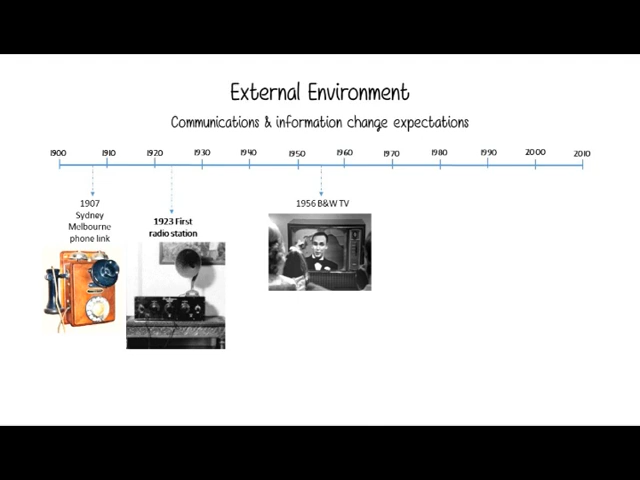 External Environment
Communications & information change expectations
1900 1910 1920 1930 1940 1950 1960 1970 1980 1990 2000 2010
1907
Sydney
Melbourne
phone link
1923 First
radio station
1956 B&W TV